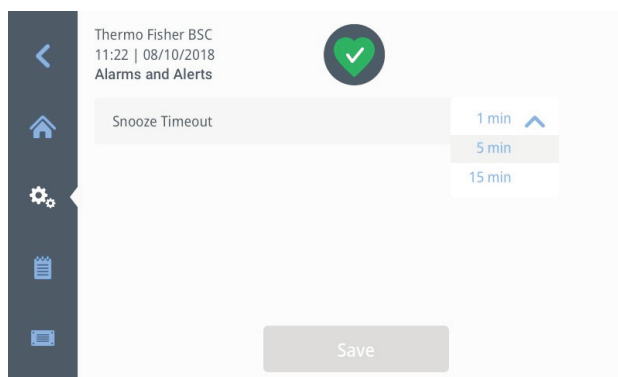 Thermo Fisher BSC
11:22 | 08/10/2018
Alarms and Alerts
Snooze Timeout
1 min
5 min
15 min
Save